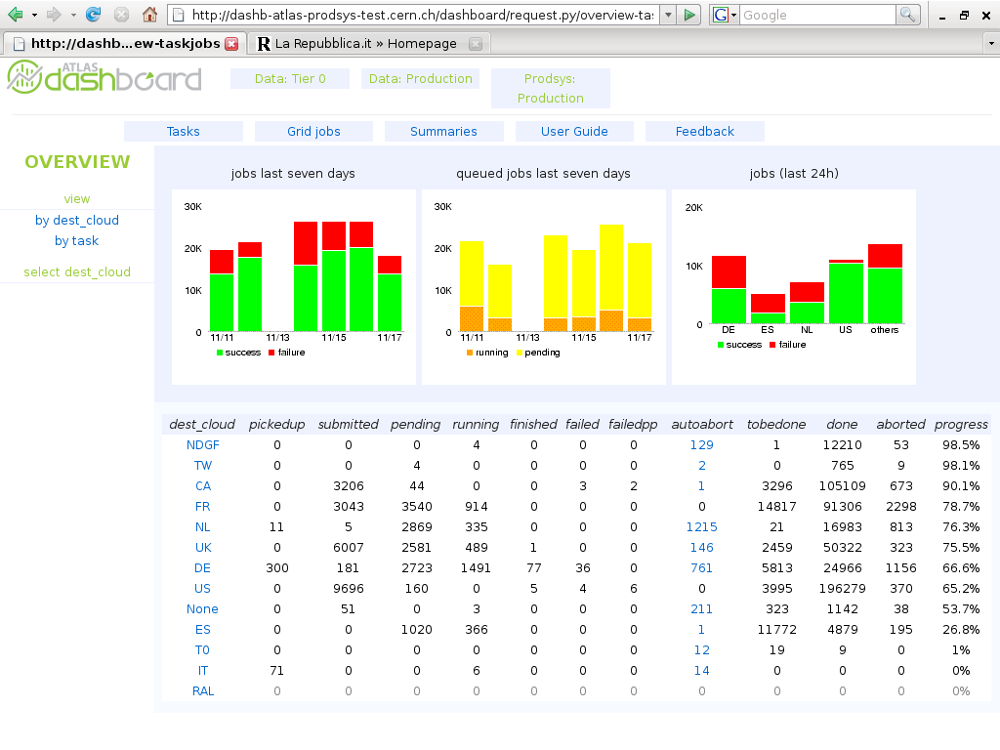 http://dashb-atlas-prodsys-test.cern.ch/dashboard/request.py/overview-tas
G Google
http://dashb...ew-taskjobs R La Repubblica.it » Homepage
ATLAS
dashboard
Data: Tier 0 Data: Production Prodsys:
Production
Tasks Grid jobs Summaries User Guide Feedback
OVERVIEW
view
by dest_cloud
by task
select dest_cloud
jobs last seven days
30K
20K
10K
0
11/11 11/13 11/15 11/17
success failure
queued jobs last seven days
30K
20K
10K
0
11/11 11/13 11/15 11/17
running pending
jobs (last 24h)
20K
10K
0
DE ES NL US others
success failure
dest_cloud pickedup submitted pending running finished failed failedpp autoabort tobedone done aborted progress
NDGF 0 0 0 4 0 0 0 129 1 12210 53 98.5%
TW 0 0 4 0 0 0 0 2 0 765 9 98.1%
CA 0 3206 44 0 0 3 2 1 3296 105109 673 90.1%
FR 0 3043 3540 914 0 0 0 0 14817 91306 2298 78.7%
NL 11 5 2869 335 0 0 0 1215 21 16983 813 76.3%
UK 0 6007 2581 489 1 0 0 146 2459 50322 323 75.5%
DE 300 181 2723 1491 77 36 0 761 5813 24966 1156 66.6%
US 0 9696 160 0 5 4 6 0 3995 196279 370 65.2%
None 0 51 0 3 0 0 0 211 323 1142 38 53.7%
ES 0 0 1020 366 0 0 0 1 11772 4879 195 26.8%
T0 0 0 0 0 0 0 0 12 19 9 0 1%
IT 71 0 0 6 0 0 0 14 0 0 0 0%
RAL 0 0 0 0 0 0 0 0 0 0 0 0%